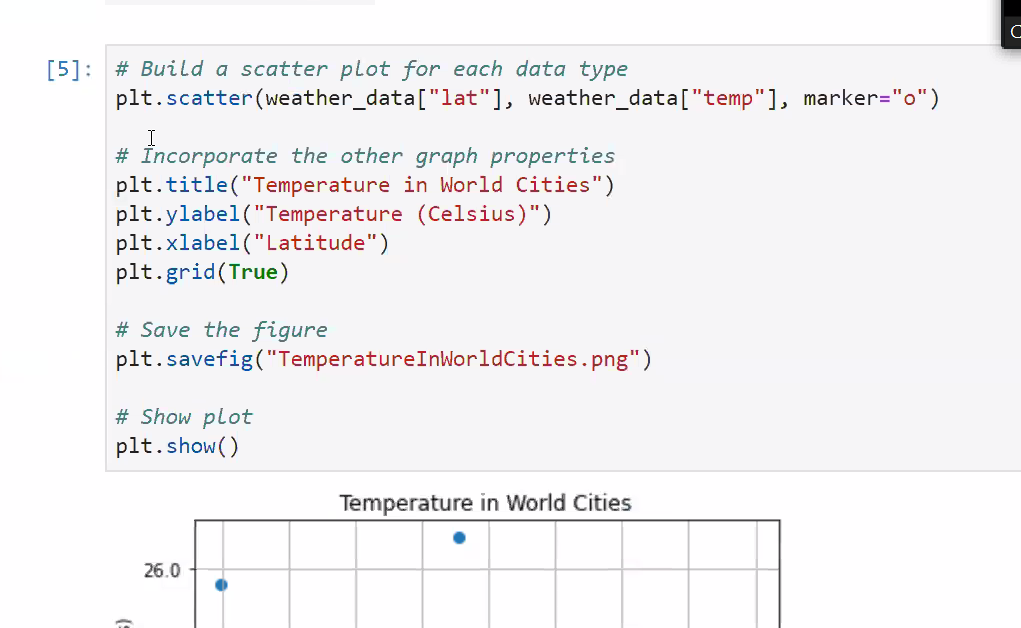 [5]:
# Build a scatter plot for each data type
plt.scatter(weather_data["lat"], weather_data["temp"], marker="o")
# Incorporate the other graph properties
plt.title("Temperature in World Cities")
plt.ylabel("Temperature (Celsius)")
plt.xlabel("Latitude")
plt.grid(True)
# Save the figure
plt.savefig("TemperatureInWorldCities.png")
# Show plot
plt.show()
Temperature in World Cities
26.0